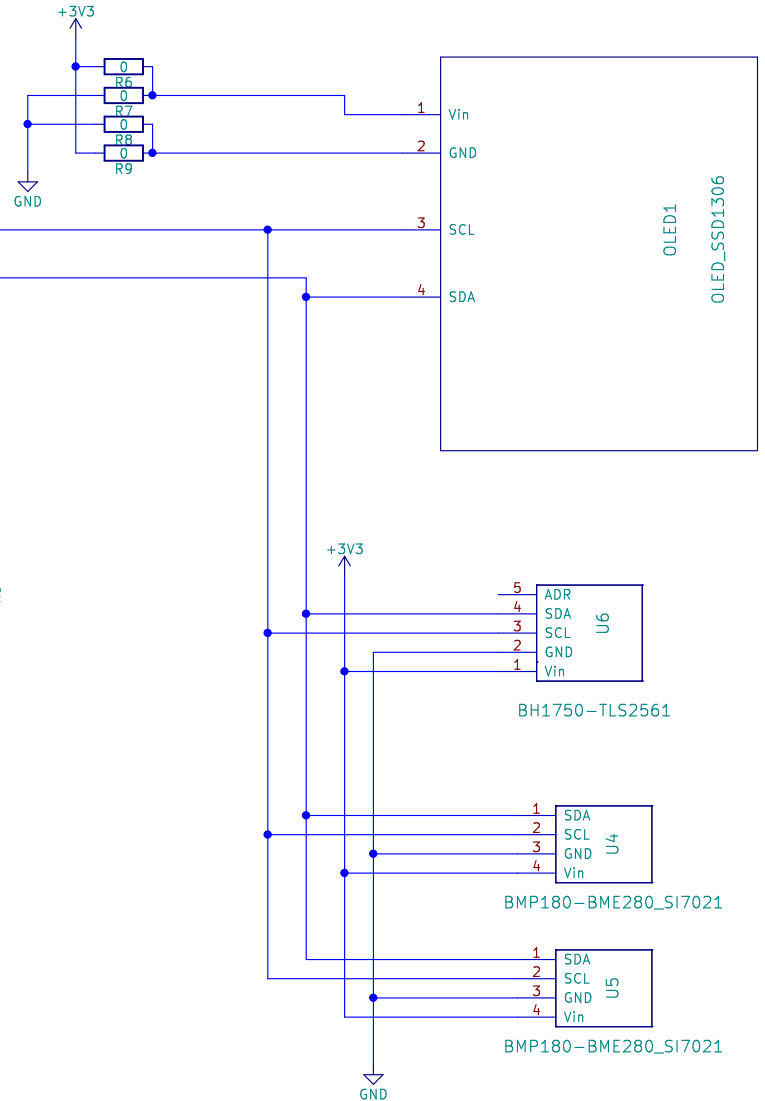 +3V3
0
R6
0
R7
0
R8
0
R9
GND
1 Vin
2 GND
3 SCL
4 SDA
OLED1
OLED_SSD1306
+3V3
5 ADR
4 SDA
3 SCL
2 GND
1 Vin
U6
BH1750-TLS2561
1 SDA
2 SCL
3 GND
4 Vin
U4
BMP180-BME280_SI7021
1 SDA
2 SCL
3 GND
4 Vin
U5
BMP180-BME280_SI7021
GND